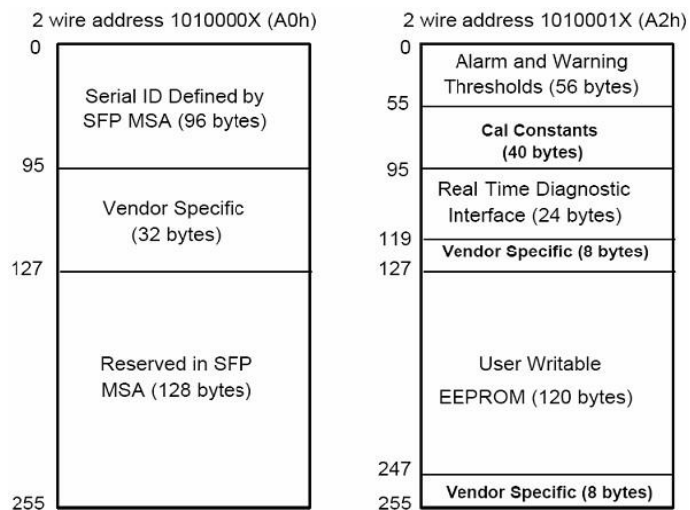 2 wire address 1010000X (A0h)
0
Serial ID Defined by
SFP MSA (96 bytes)
95
Vendor Specific
(32 bytes)
127
Reserved in SFP
MSA (128 bytes)
255
2 wire address 1010001X (A2h)
0
Alarm and Warning
Thresholds (56 bytes)
55
Cal Constants
(40 bytes)
95
Real Time Diagnostic
Interface (24 bytes)
119
Vendor Specific (8 bytes)
127
User Writable
EEPROM (120 bytes)
247
Vendor Specific (8 bytes)
255